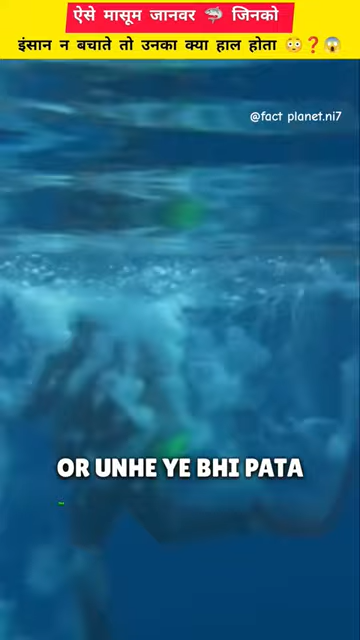 ऐसे मासूम जानवर 🦈 जिनको
इंसान न बचाते तो उनका क्या हाल होता 😳❓😱
@fact planet.ni7
OR UNHE YE BHI PATA